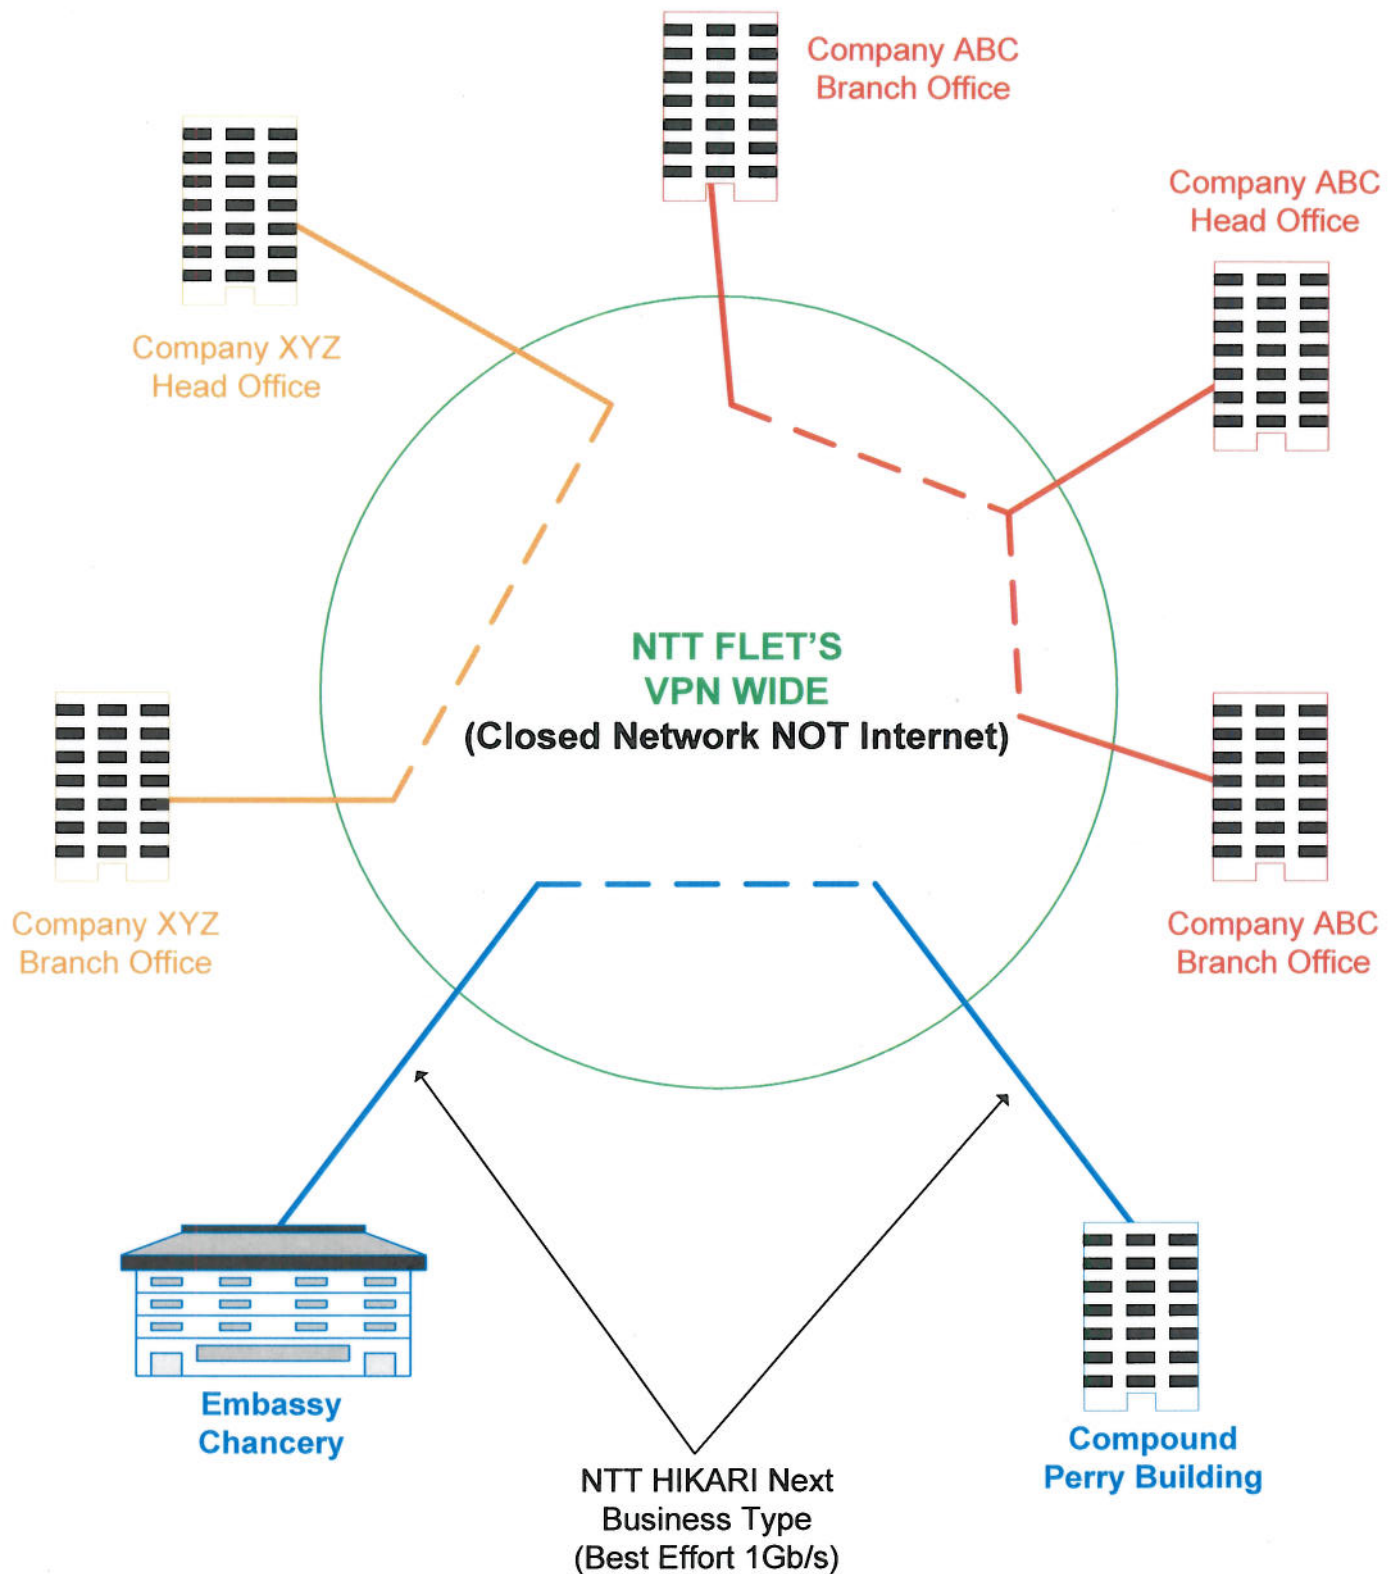 Company ABC
Branch Office
Company ABC
Head Office
Company XYZ
Head Office
NTT FLET’S
VPN WIDE
(Closed Network NOT Internet)
Company XYZ
Branch Office
Company ABC
Branch Office
Embassy
Chancery
Compound
Perry Building
NTT HIKARI Next
Business Type
(Best Effort 1Gb/s)